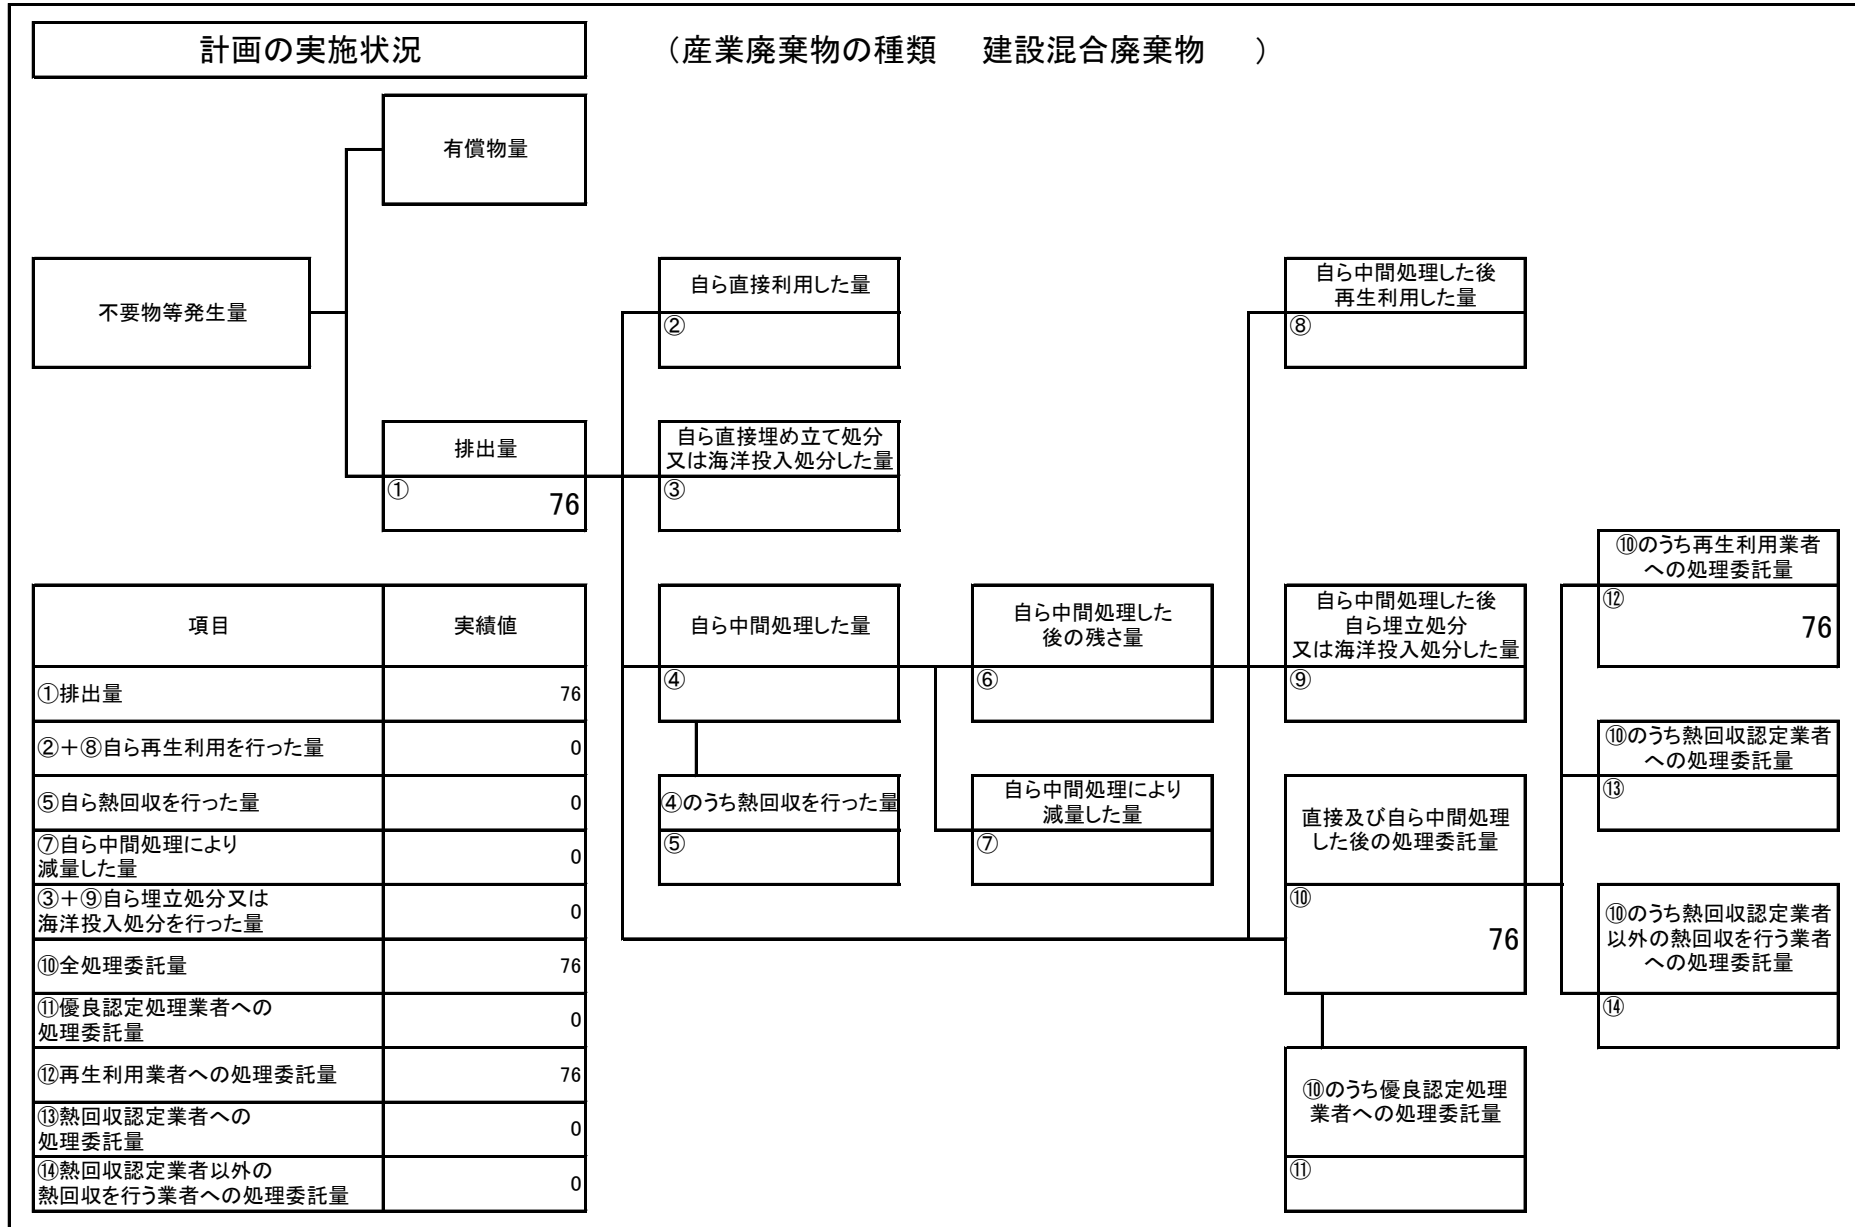 計画の実施状況
(産業廃棄物の種類　建設混合廃棄物　)
有償物量
不要物等発生量
排出量
①
76
自ら直接利用した量
②
自ら直接埋め立て処分
又は海洋投入処分した量
③
自ら中間処理した量
④
④のうち熱回収を行った量
⑤
自ら中間処理した
後の残さ量
⑥
自ら中間処理により
減量した量
⑦
自ら中間処理した後
再生利用した量
⑧
自ら中間処理した後
自ら埋立処分
又は海洋投入処分した量
⑨
直接及び自ら中間処理
した後の処理委託量
⑩
76
⑩のうち優良認定処理
業者への処理委託量
⑪
⑩のうち再生利用業者
への処理委託量
⑫
76
⑩のうち熱回収認定業者
への処理委託量
⑬
⑩のうち熱回収認定業者
以外の熱回収を行う業者
への処理委託量
⑭
項目 実績値
①排出量 76
②＋⑧自ら再生利用を行った量 0
⑤自ら熱回収を行った量 0
⑦自ら中間処理により
減量した量 0
③＋⑨自ら埋立処分又は
海洋投入処分を行った量 0
⑩全処理委託量 76
⑪優良認定処理業者への
処理委託量 0
⑫再生利用業者への処理委託量 76
⑬熱回収認定業者への
処理委託量 0
⑭熱回収認定業者以外の
熱回収を行う業者への処理委託量 0